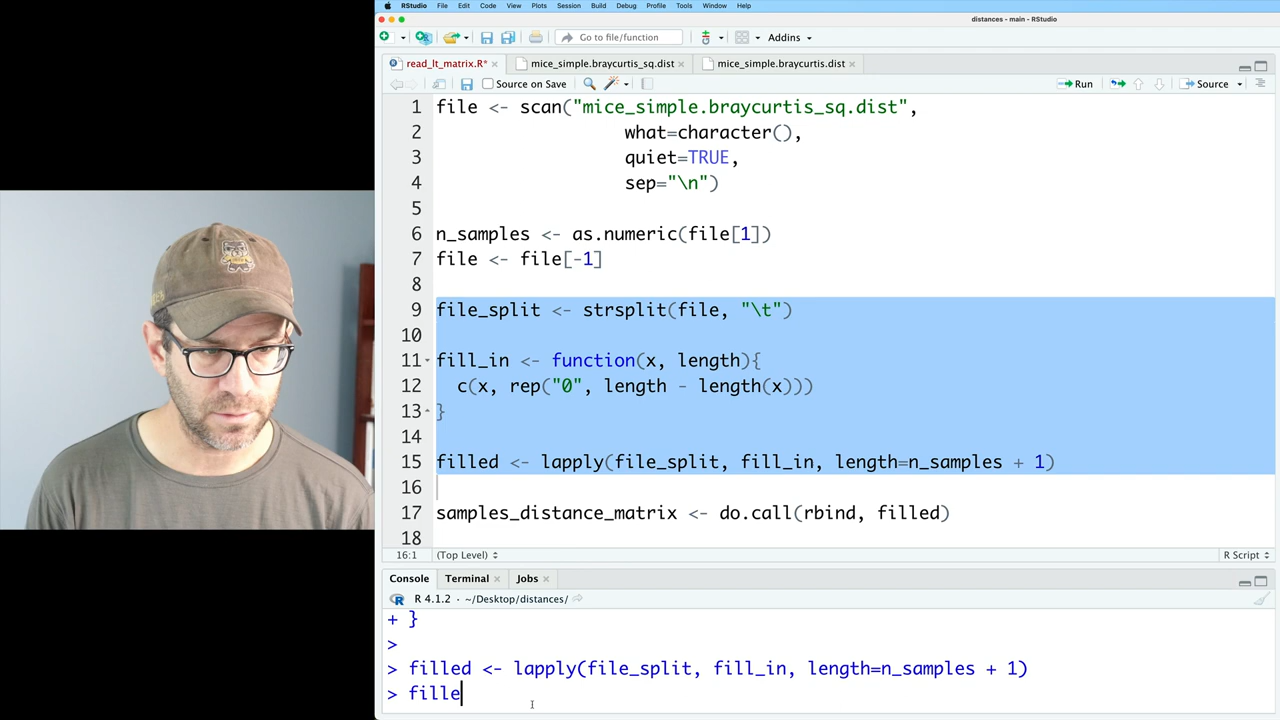 RStudio File Edit Code View Plots Session Build Debug Profile Tools Window Help
distances - main - RStudio
Go to file/function Addins
read_lt_matrix.R* mice_simple.braycurtis_sq.dist mice_simple.braycurtis.dist
Source on Save Run Source
1 file <- scan("mice_simple.braycurtis_sq.dist",
2 what=character(),
3 quiet=TRUE,
4 sep="\n")
5
6 n_samples <- as.numeric(file[1])
7 file <- file[-1]
8
9 file_split <- strsplit(file, "\t")
10
11 fill_in <- function(x, length){
12 c(x, rep("0", length - length(x)))
13 }
14
15 filled <- lapply(file_split, fill_in, length=n_samples + 1)
16
17 samples_distance_matrix <- do.call(rbind, filled)
18
16:1 (Top Level) R Script
Console Terminal Jobs
R 4.1.2 · ~/Desktop/distances/
+ }
>
> filled <- lapply(file_split, fill_in, length=n_samples + 1)
> fille